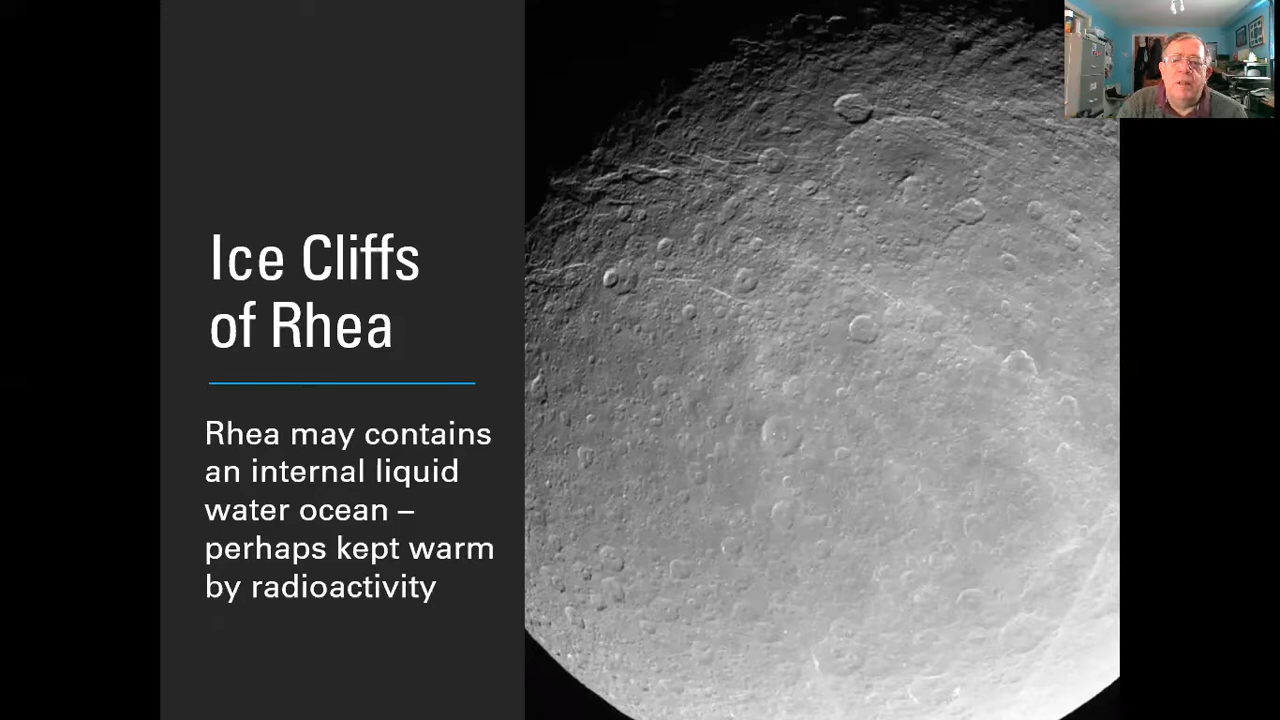 Ice Cliffs
of Rhea
Rhea may contains
an internal liquid
water ocean –
perhaps kept warm
by radioactivity